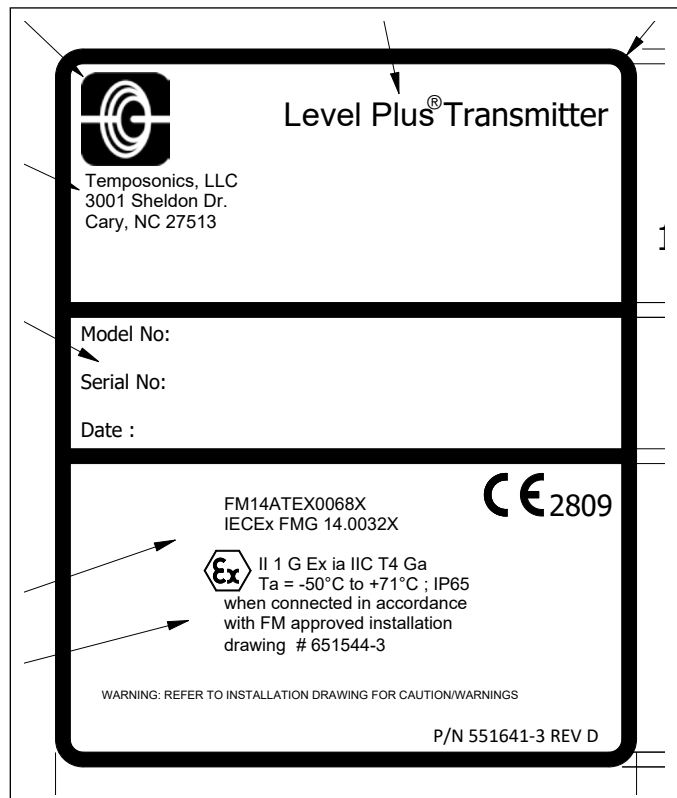 Level Plus® Transmitter
Temposonics, LLC
3001 Sheldon Dr.
Cary, NC 27513
Model No:
Serial No:
Date :
CE 2809
FM14ATEX0068X
IECEx FMG 14.0032X
Ex II 1 G Ex ia IIC T4 Ga
Ta = -50°C to +71°C ; IP65
when connected in accordance
with FM approved installation
drawing # 651544-3
WARNING: REFER TO INSTALLATION DRAWING FOR CAUTION/WARNINGS
P/N 551641-3 REV D